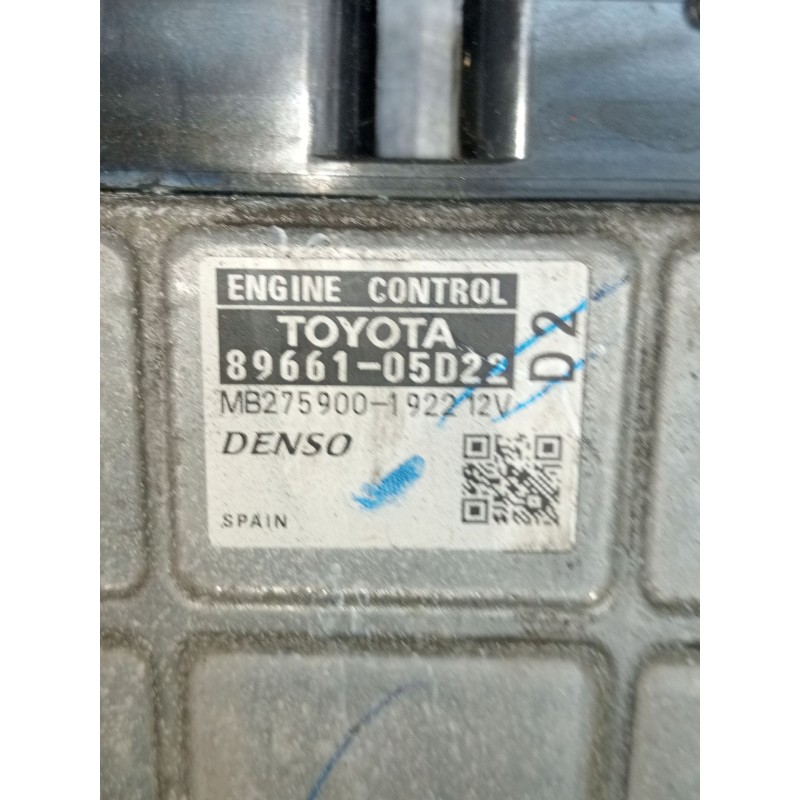 ENGINE CONTROL
TOYOTA
89661-05D22
D2
MB275900-1922 12V
DENSO
SPAIN